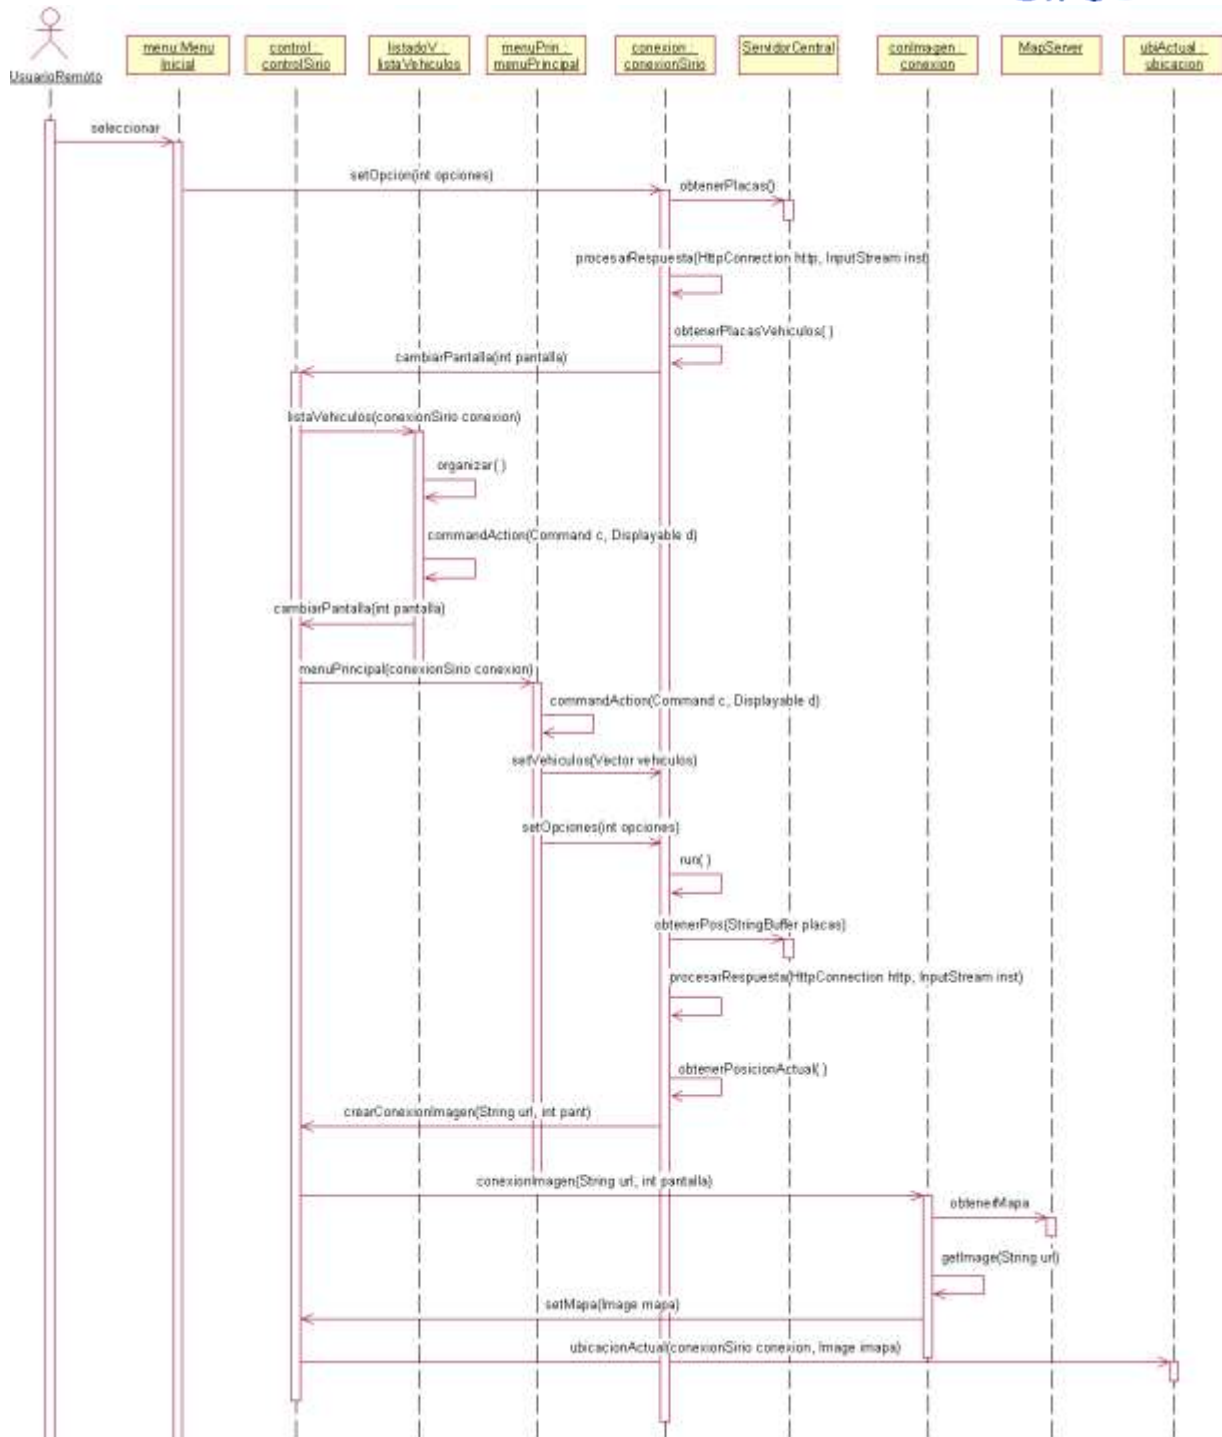 menu:Menu
Inicial
control :
controlSirio
listadoV :
listaVehiculos
menuPrin :
menuPrincipal
conexion :
conexionSirio
ServidorCentral
conImagen :
conexion
MapServer
ubiActual :
ubicacion
UsuarioRemoto
seleccionar
setOpcion(int opciones)
obtenerPlacas()
procesarRespuesta(HttpConnection http, InputStream inst)
obtenerPlacasVehiculos( )
cambiarPantalla(int pantalla)
listaVehiculos(conexionSirio conexion)
organizar( )
commandAction(Command c, Displayable d)
cambiarPantalla(int pantalla)
menuPrincipal(conexionSirio conexion)
commandAction(Command c, Displayable d)
setVehiculos(Vector vehiculos)
setOpciones(int opciones)
run( )
obtenerPos(StringBuffer placas)
procesarRespuesta(HttpConnection http, InputStream inst)
obtenerPosicionActual( )
crearConexionImagen(String url, int pant)
conexionImagen(String url, int pantalla)
obtenerMapa
getImage(String url)
setMapa(Image mapa)
ubicacionActual(conexionSirio conexion, Image imapa)